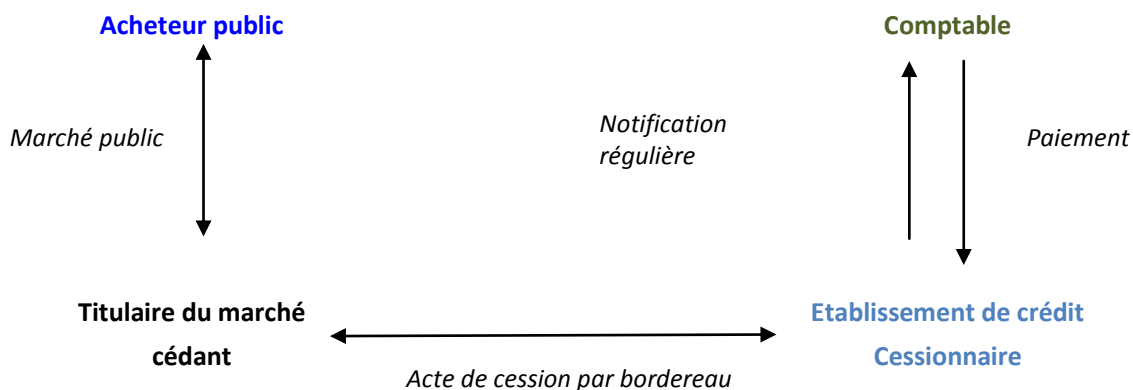 Acheteur public
Comptable
Marché public
Notification
régulière
Paiement
Titulaire du marché
cédant
Etablissement de crédit
Cessionnaire
Acte de cession par bordereau